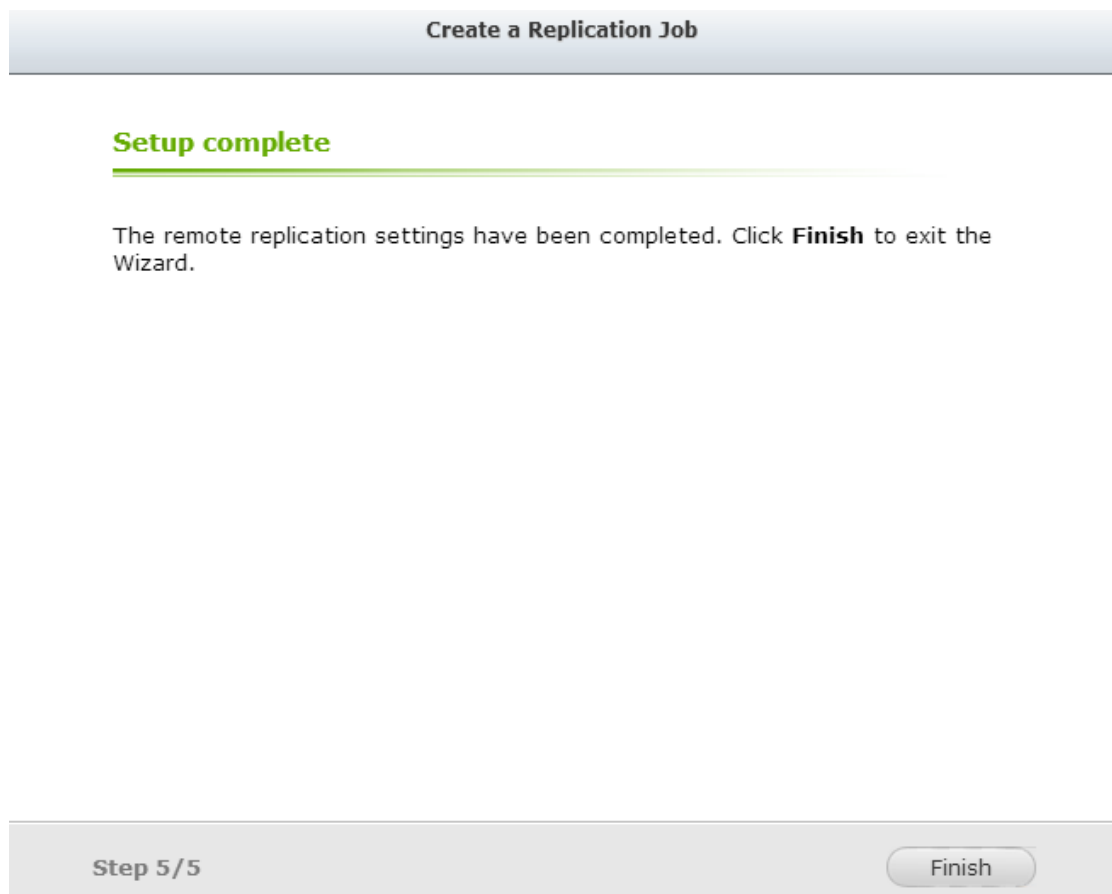 Create a Replication Job
Setup complete
The remote replication settings have been completed. Click Finish to exit the
Wizard.
Step 5/5
Finish